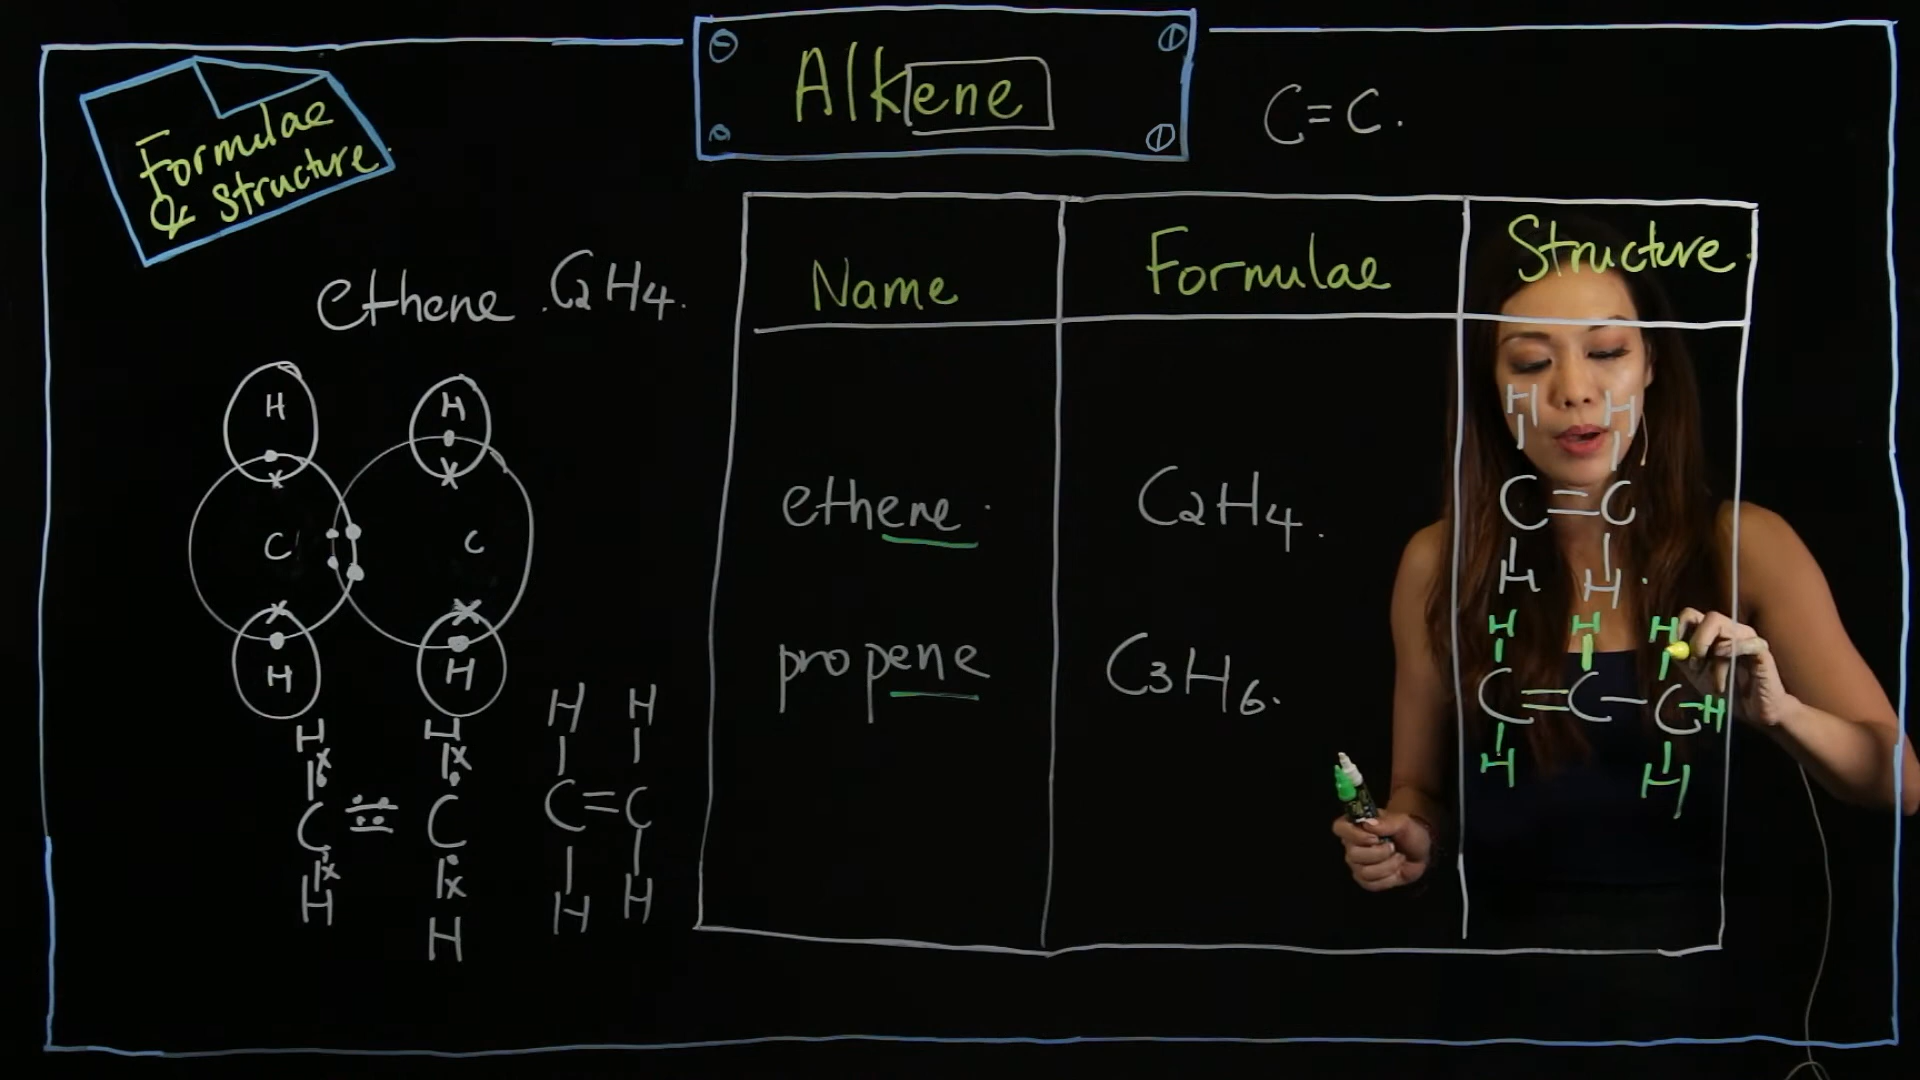 Alkene
C=C.
Formulae
& structure.
ethene . C2H4.
Name Formulae Structure.
H H
C C
H H
H H
C C
H H
H H
C=C
H H
ethene. C2H4.
H H
C=C
H H.
propene C3H6.
H H H
C=C-C-H
H H